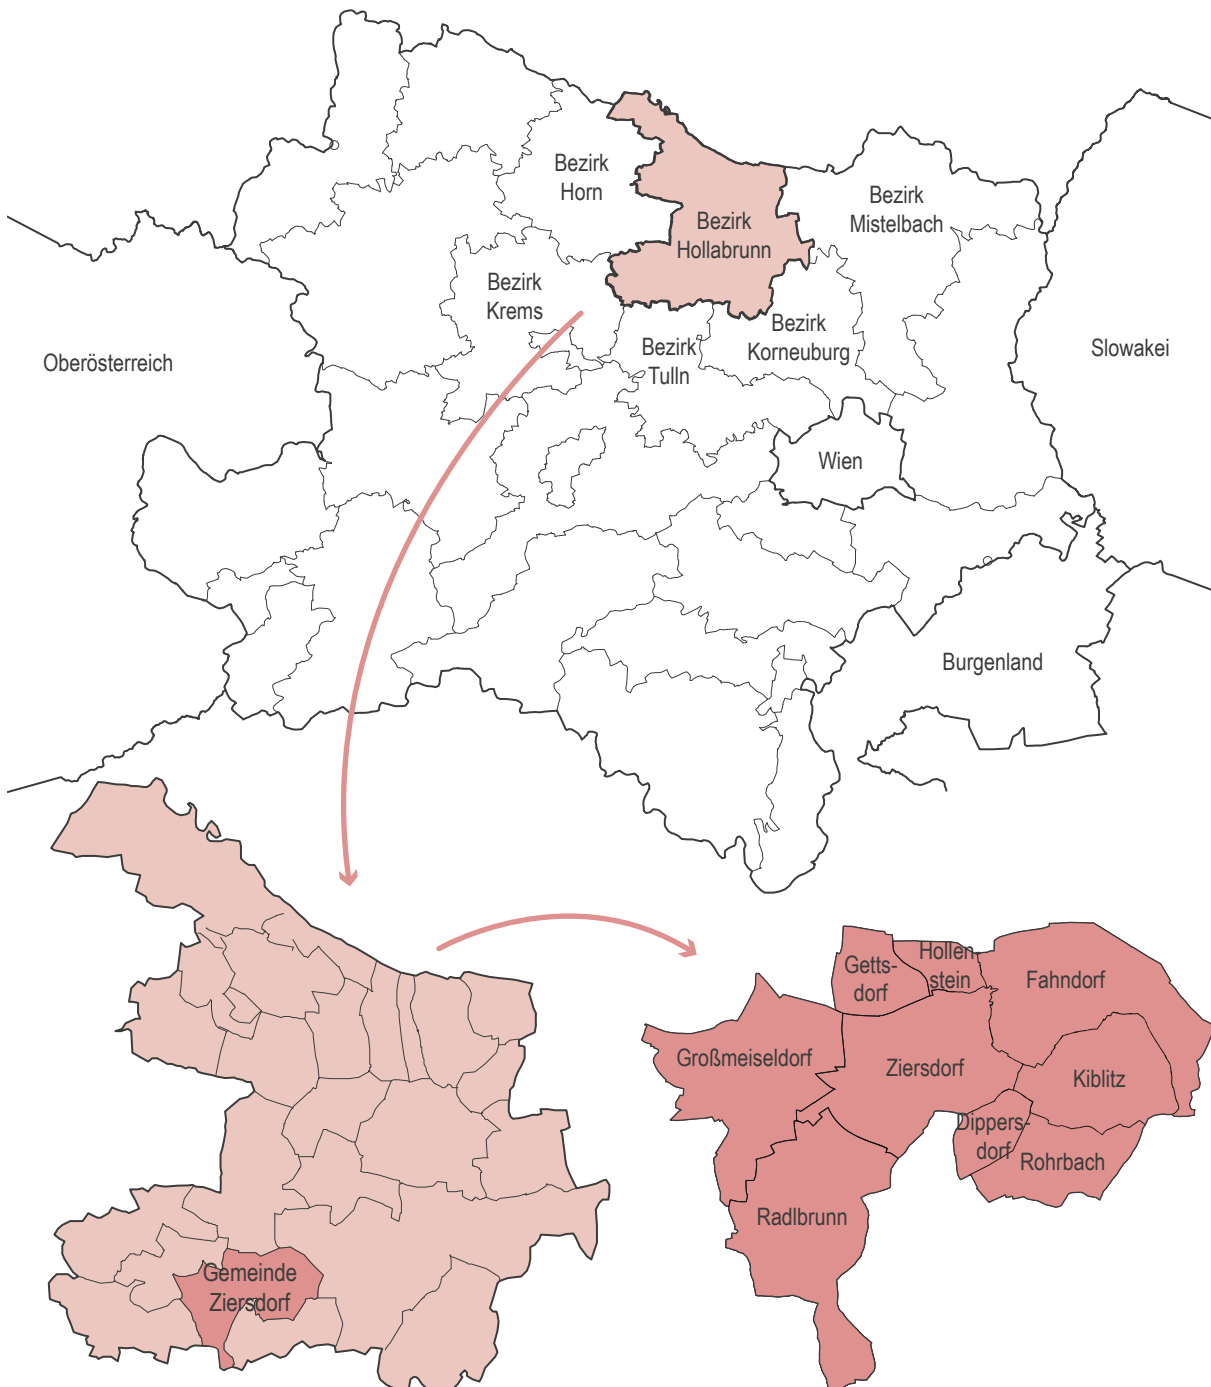 Bezirk
Horn
Bezirk
Hollabrunn
Bezirk
Mistelbach
Bezirk
Krems
Bezirk
Korneuburg
Bezirk
Tulln
Oberösterreich
Slowakei
Wien
Burgenland
Gemeinde
Ziersdorf
Hollen
stein
Getts-
dorf
Fahndorf
Großmeiseldorf
Ziersdorf
Kiblitz
Dippers-
dorf
Rohrbach
Radlbrunn